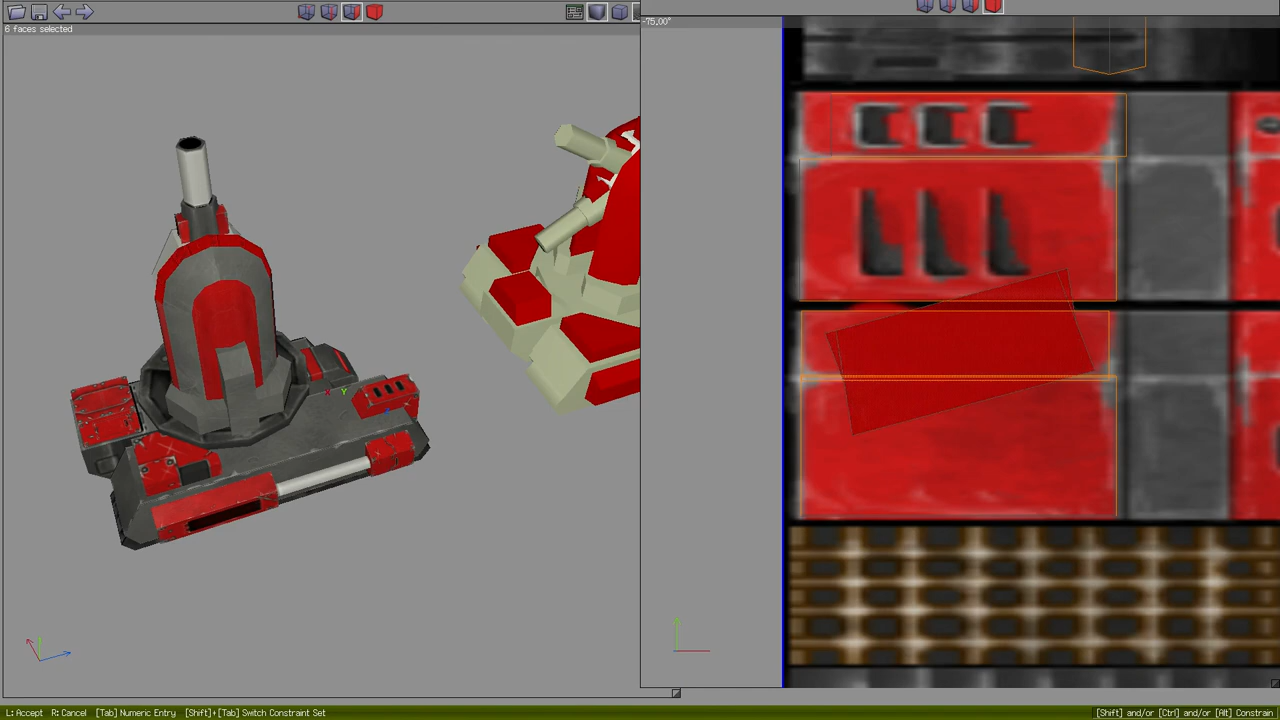 6 faces selected
-75.00°
X Y
L: Accept R: Cancel [Tab] Numeric Entry [Shift]+[Tab] Switch Constraint Set
[Shift] and/or [Ctrl] and/or [Alt] Constrain